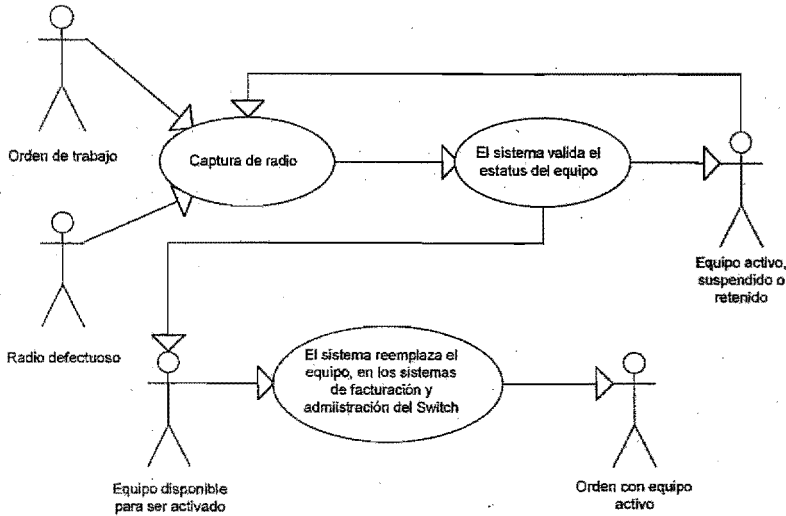 Orden de trabajo
Captura de radio
El sistema valida el
estatus del equipo
Equipo activo,
suspendido o
retenido
Radio defectuoso
El sistema reemplaza el
equipo, en los sistemas
de facturación y
admiistración del Switch
Equipo disponible
para ser activado
Orden con equipo
activo